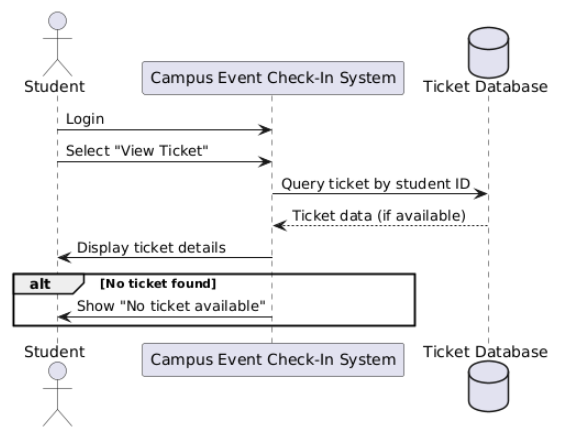 Student
Campus Event Check-In System
Ticket Database
Login
Select "View Ticket"
Query ticket by student ID
Ticket data (if available)
Display ticket details
alt [No ticket found]
Show "No ticket available"
Student
Campus Event Check-In System
Ticket Database